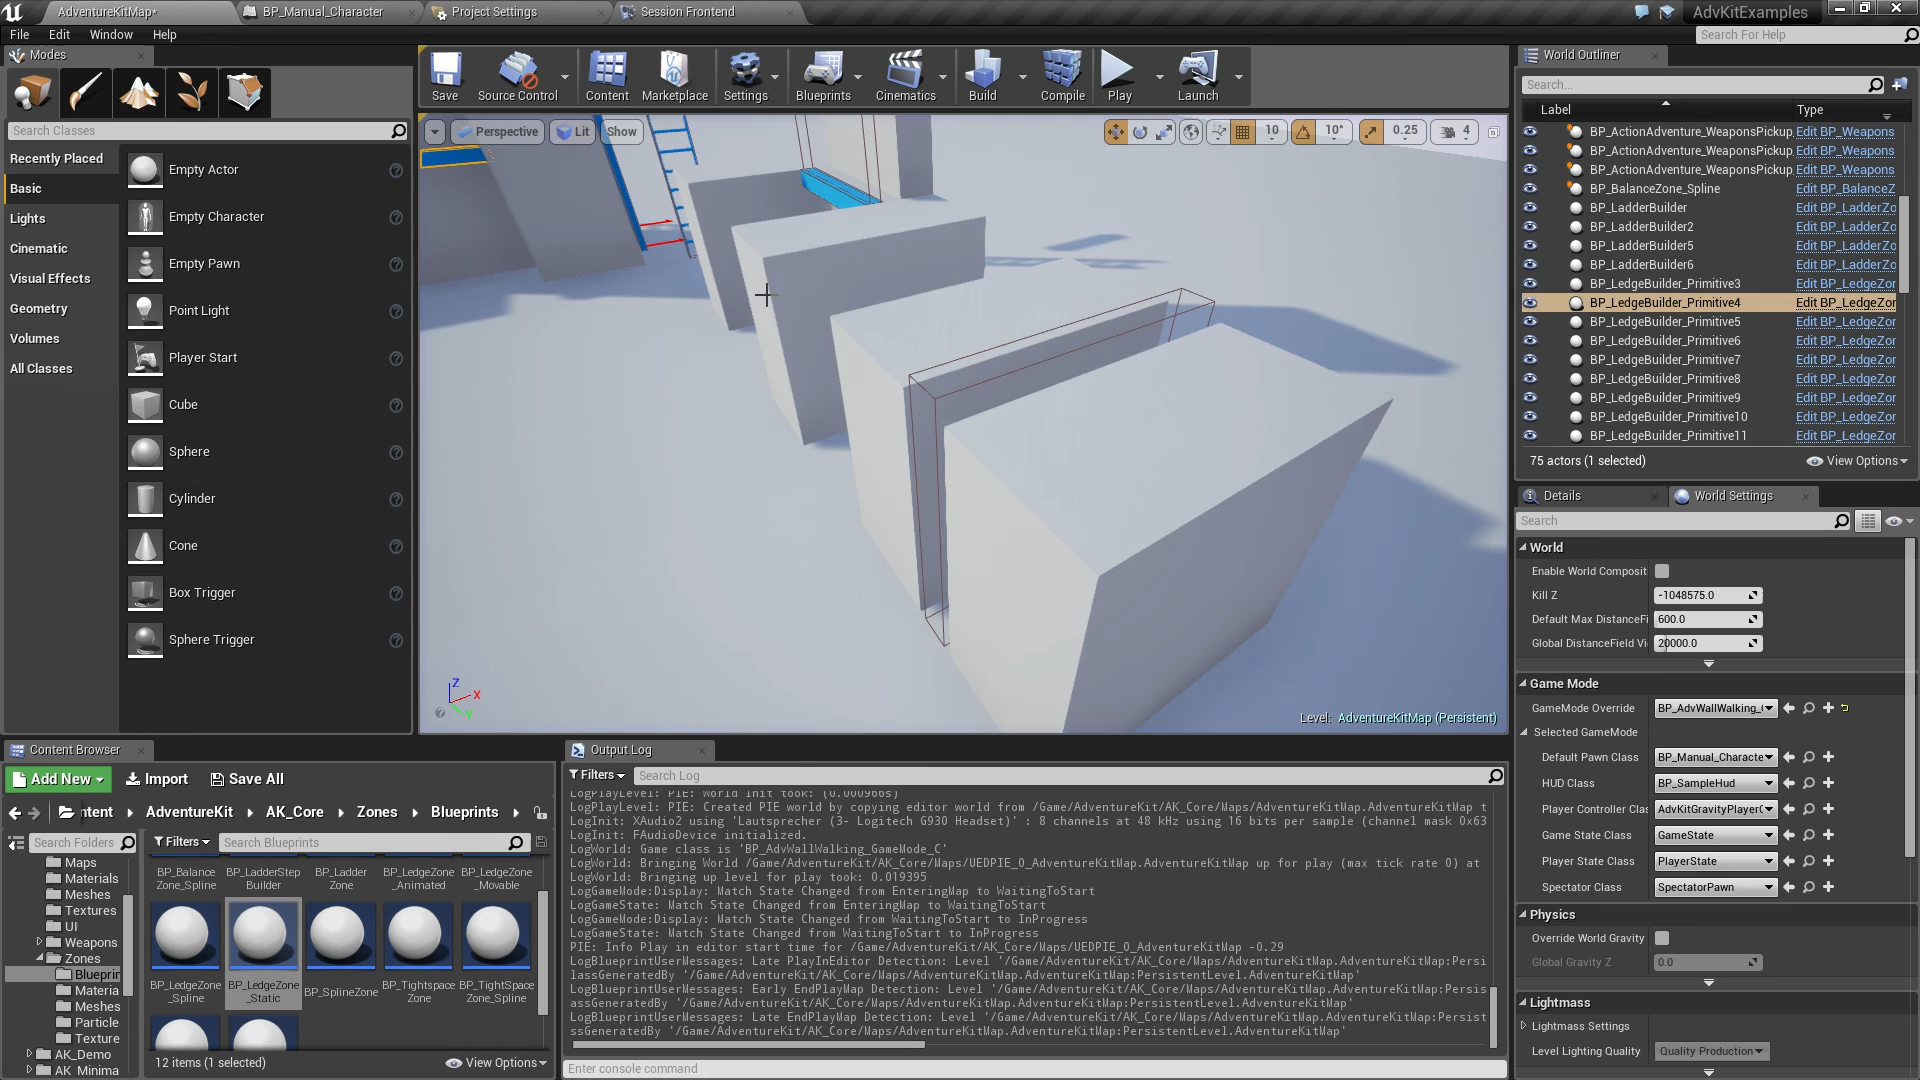 AdventureKitMap*
BP_Manual_Character
Project Settings
Session Frontend
AdvKitExamples
File
Edit
Window
Help
Search For Help
Modes
Search Classes
Recently Placed
Basic
Lights
Cinematic
Visual Effects
Geometry
Volumes
All Classes
Empty Actor
Empty Character
Empty Pawn
Point Light
Player Start
Cube
Sphere
Cylinder
Cone
Box Trigger
Sphere Trigger
Save
Source Control
Content
Marketplace
Settings
Blueprints
Cinematics
Build
Compile
Play
Launch
Perspective
Lit
Show
10
10°
0.25
4
Z
X
Y
Level: AdventureKitMap (Persistent)
World Outliner
Search...
Label
Type
BP_ActionAdventure_WeaponsPickup Edit BP_Weapons
BP_ActionAdventure_WeaponsPickup Edit BP_Weapons
BP_ActionAdventure_WeaponsPickup Edit BP_Weapons
BP_BalanceZone_Spline Edit BP_BalanceZ
BP_LadderBuilder Edit BP_LadderZo
BP_LadderBuilder2 Edit BP_LadderZo
BP_LadderBuilder5 Edit BP_LadderZo
BP_LadderBuilder6 Edit BP_LadderZo
BP_LedgeBuilder_Primitive3 Edit BP_LedgeZor
BP_LedgeBuilder_Primitive4 Edit BP_LedgeZor
BP_LedgeBuilder_Primitive5 Edit BP_LedgeZor
BP_LedgeBuilder_Primitive6 Edit BP_LedgeZor
BP_LedgeBuilder_Primitive7 Edit BP_LedgeZor
BP_LedgeBuilder_Primitive8 Edit BP_LedgeZor
BP_LedgeBuilder_Primitive9 Edit BP_LedgeZor
BP_LedgeBuilder_Primitive10 Edit BP_LedgeZor
BP_LedgeBuilder_Primitive11 Edit BP_LedgeZor
75 actors (1 selected)
View Options
Details
World Settings
Search
World
Enable World Composit
Kill Z -1048575.0
Default Max DistanceFi 600.0
Global DistanceField Vi 20000.0
Game Mode
GameMode Override BP_AdvWallWalking_
Selected GameMode
Default Pawn Class BP_Manual_Characte
HUD Class BP_SampleHud
Player Controller Clas AdvKitGravityPlayer
Game State Class GameState
Player State Class PlayerState
Spectator Class SpectatorPawn
Physics
Override World Gravity
Global Gravity Z 0.0
Lightmass
Lightmass Settings
Level Lighting Quality Quality Production
Content Browser
Add New
Import
Save All
ntent
AdventureKit
AK_Core
Zones
Blueprints
Search Folders
Filters
Search Blueprints
Maps
Materials
Meshes
Textures
UI
Weapons
Zones
Blueprir
Materia
Meshes
Particle
Texture
AK_Demo
AK_Minima
BP_Balance
Zone_Spline
BP_LadderStep
Builder
BP_Ladder
Zone
BP_LedgeZone
_Animated
BP_LedgeZone
_Movable
BP_LedgeZone
_Spline
BP_LedgeZone
_Static
BP_SplineZone
BP_Tightspace
Zone
BP_TightSpace
Zone_Spline
12 items (1 selected)
View Options
Output Log
Filters
Search Log
LogPlayLevel: PIE: World Init took: (0.000966s)
LogPlayLevel: PIE: Created PIE world by copying editor world from /Game/AdventureKit/AK_Core/Maps/AdventureKitMap.AdventureKitMap t
LogInit: XAudio2 using 'Lautsprecher (3- Logitech G930 Headset)' : 8 channels at 48 kHz using 16 bits per sample (channel mask 0x63
LogInit: FAudioDevice initialized.
LogWorld: Game class is 'BP_AdvWallWalking_GameMode_C'
LogWorld: Bringing World /Game/AdventureKit/AK_Core/Maps/UEDPIE_0_AdventureKitMap.AdventureKitMap up for play (max tick rate 0) at
LogWorld: Bringing up level for play took: 0.019395
LogGameMode:Display: Match State Changed from EnteringMap to WaitingToStart
LogGameState: Match State Changed from EnteringMap to WaitingToStart
LogGameMode:Display: Match State Changed from WaitingToStart to InProgress
LogGameState: Match State Changed from WaitingToStart to InProgress
PIE: Info Play in editor start time for /Game/AdventureKit/AK_Core/Maps/UEDPIE_0_AdventureKitMap -0.29
LogBlueprintUserMessages: Late PlayInEditor Detection: Level '/Game/AdventureKit/AK_Core/Maps/AdventureKitMap.AdventureKitMap:Persi
lassGeneratedBy '/Game/AdventureKit/AK_Core/Maps/AdventureKitMap.AdventureKitMap:PersistentLevel.AdventureKitMap'
LogBlueprintUserMessages: Early EndPlayMap Detection: Level '/Game/AdventureKit/AK_Core/Maps/AdventureKitMap.AdventureKitMap:Persis
assGeneratedBy '/Game/AdventureKit/AK_Core/Maps/AdventureKitMap.AdventureKitMap:PersistentLevel.AdventureKitMap'
LogBlueprintUserMessages: Late EndPlayMap Detection: Level '/Game/AdventureKit/AK_Core/Maps/AdventureKitMap.AdventureKitMap:Persist
ssGeneratedBy '/Game/AdventureKit/AK_Core/Maps/AdventureKitMap.AdventureKitMap:PersistentLevel.AdventureKitMap'
Enter console command